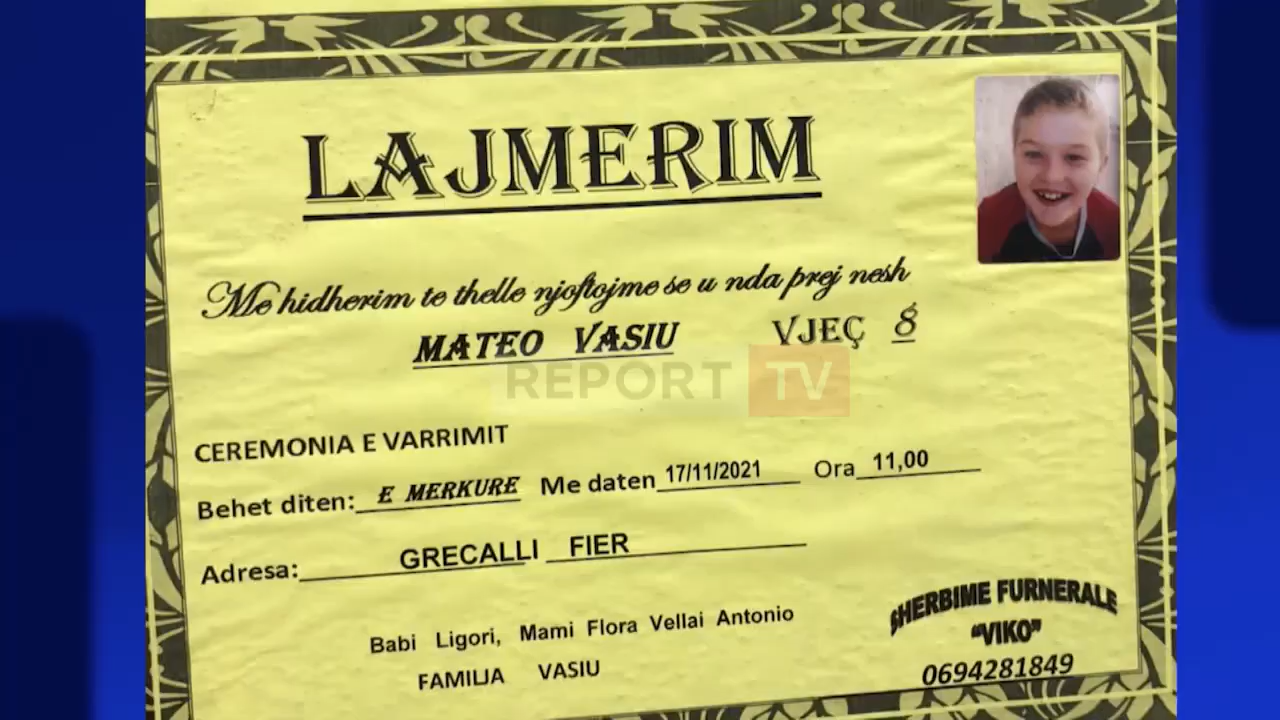 LAJMERIM
Me hidherim te thelle njoftojme se u nda prej nesh
MATEO VASIU VJEÇ 8
REPORT TV
CEREMONIA E VARRIMIT
Behet diten: E MERKURE Me daten 17/11/2021 Ora 11,00
Adresa: GRECALLI FIER
Babi Ligori, Mami Flora Vellai Antonio
FAMILJA VASIU
SHERBIME FURNERALE
"VIKO"
0694281849